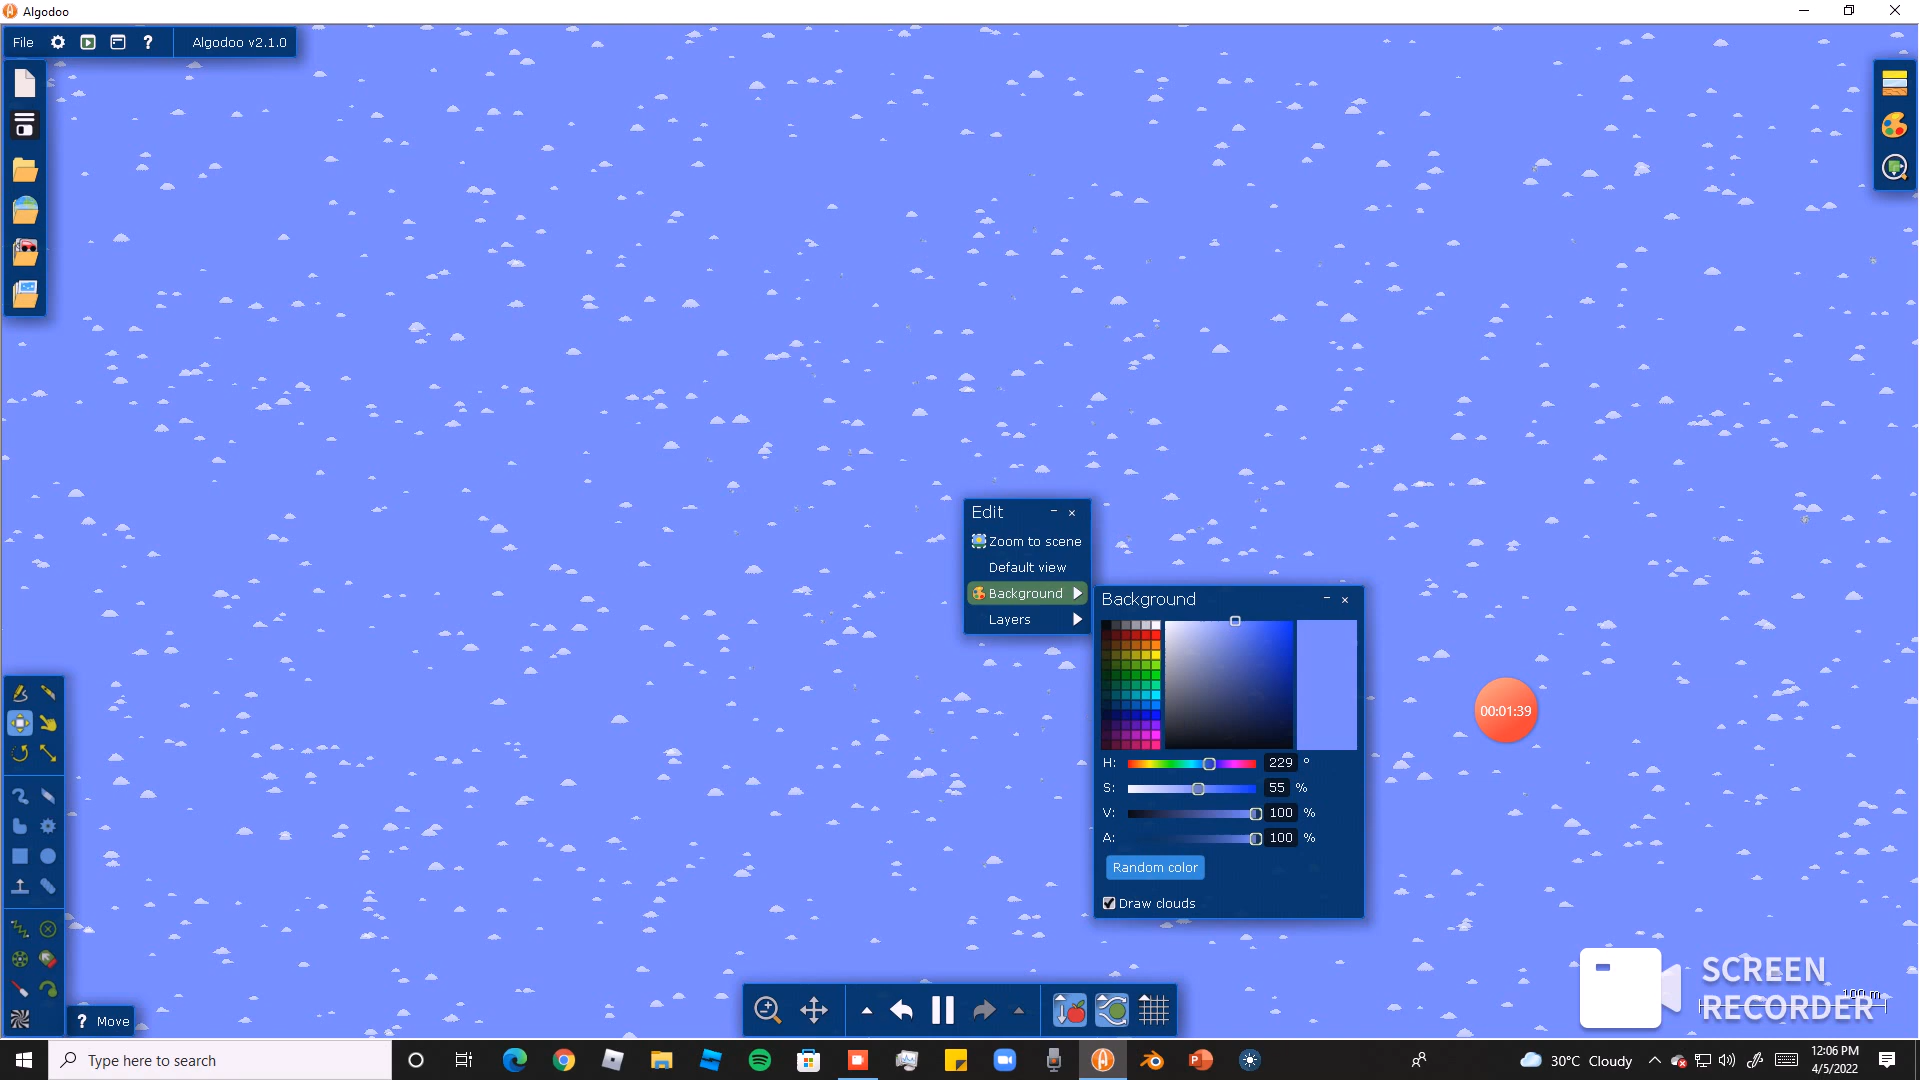 Algodoo
File
? Algodoo v2.1.0
Edit
Zoom to scene
Default view
Background
Layers
Background
H: 229 °
S: 55 %
V: 100 %
A: 100 %
Random color
Draw clouds
00:01:39
SCREEN
RECORDER
100 m
? Move
Type here to search
30°C Cloudy
12:06 PM
4/5/2022